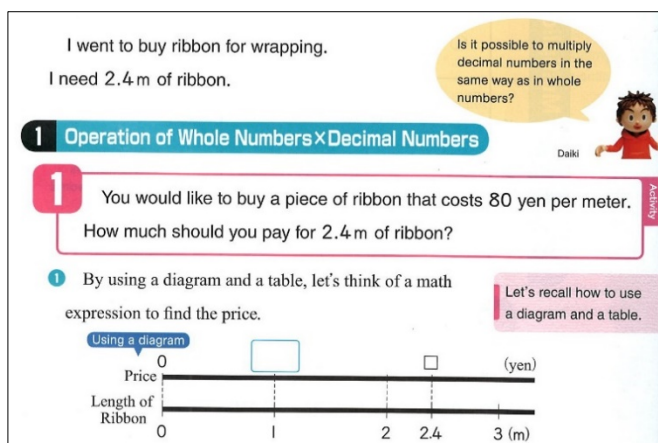 I went to buy ribbon for wrapping.
I need 2.4 m of ribbon.
Is it possible to multiply
decimal numbers in the
same way as in whole
numbers?
Daiki
1 Operation of Whole Numbers×Decimal Numbers
1
You would like to buy a piece of ribbon that costs 80 yen per meter.
How much should you pay for 2.4 m of ribbon?
Activity
1 By using a diagram and a table, let's think of a math
expression to find the price.
Let's recall how to use
a diagram and a table.
Using a diagram
0 □ (yen)
Price
Length of
Ribbon
0 1 2 2.4 3 (m)